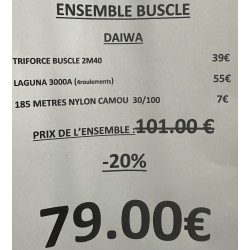 ENSEMBLE BUSCLE
DAIWA
TRIFORCE BUSCLE 2M40 39€
LAGUNA 3000A (4roulements) 55€
185 METRES NYLON CAMOU 30/100 7€
PRIX DE L'ENSEMBLE : 101.00 €
-20%
79.00€